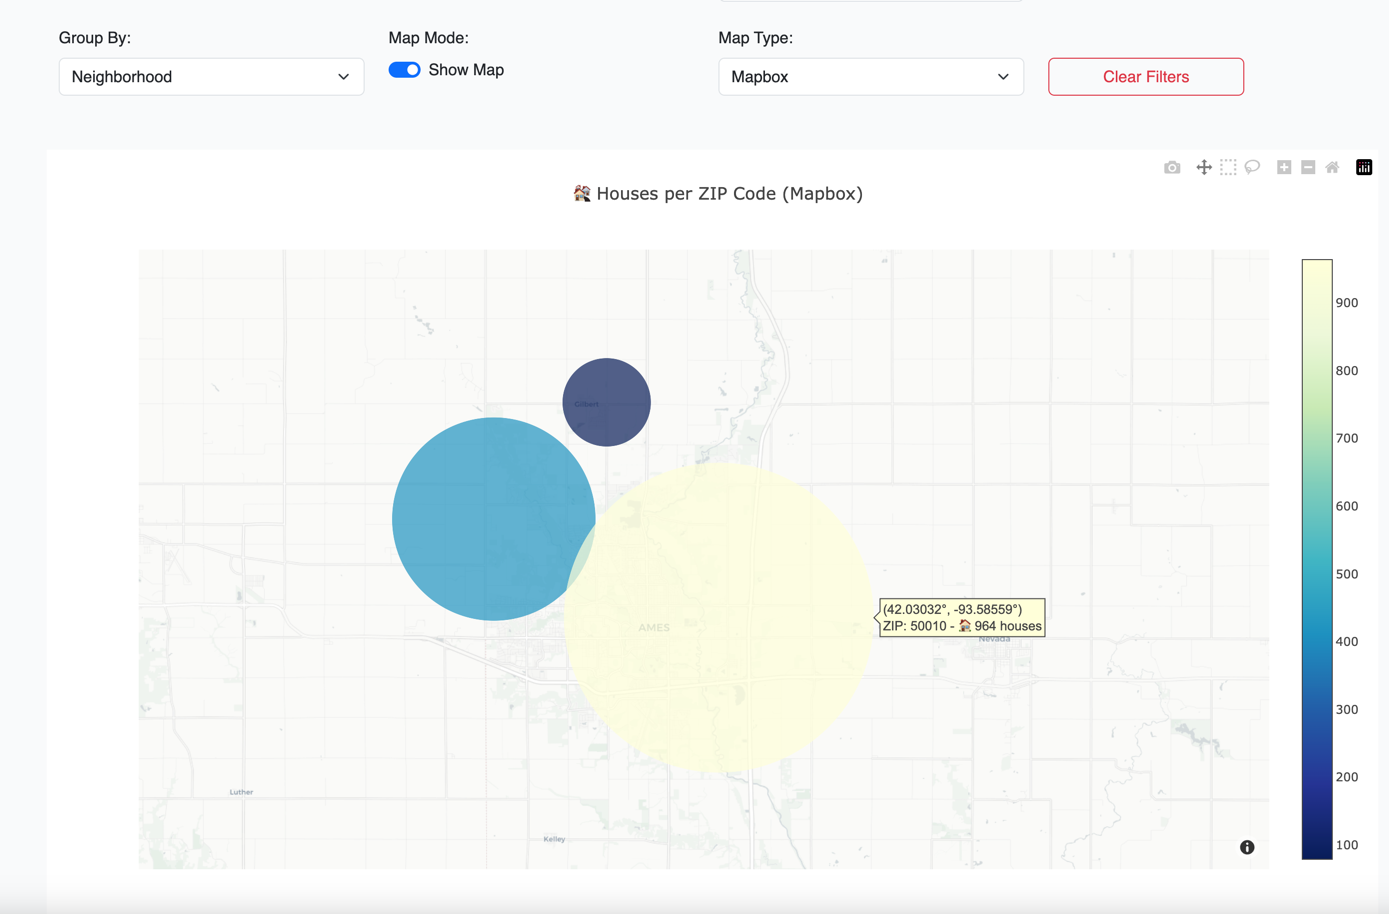 Group By:
Map Mode:
Map Type:
Neighborhood
Show Map
Mapbox
Clear Filters
🏘️ Houses per ZIP Code (Mapbox)
900
800
700
600
500
400
300
200
100
Gilbert
AMES
(42.03032°, -93.58559°)
ZIP: 50010 - 🏠 964 houses
Nevada
Luther
Kelley